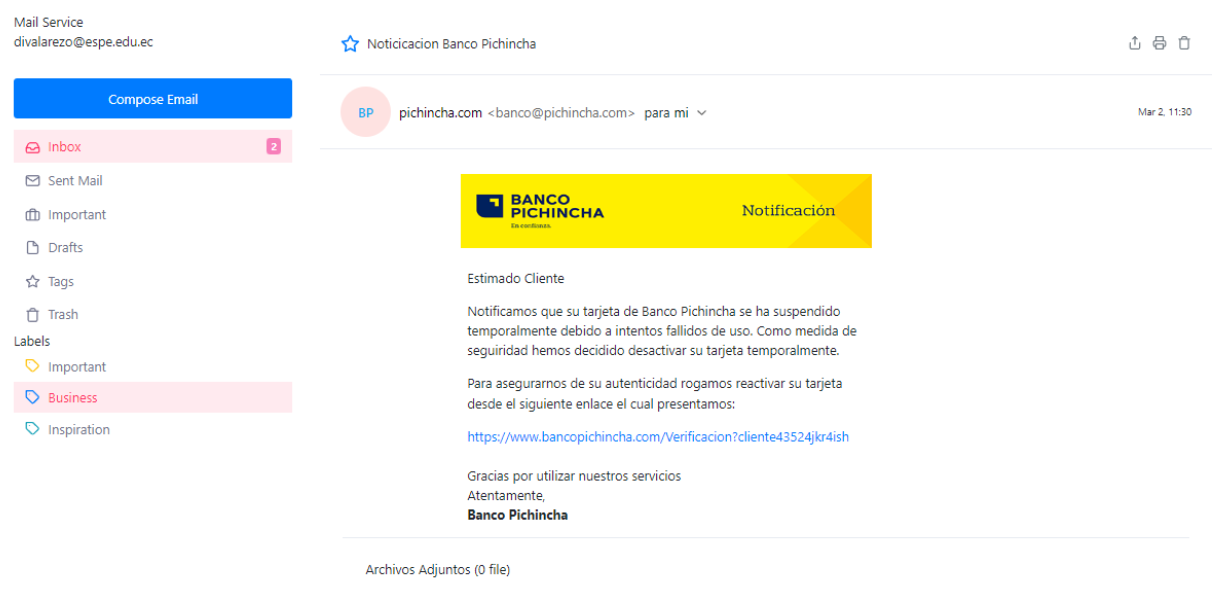 Mail Service
divalarezo@espe.edu.ec
Compose Email
Inbox 2
Sent Mail
Important
Drafts
Tags
Trash
Labels
Important
Business
Inspiration
Noticicacion Banco Pichincha
BP pichincha.com <banco@pichincha.com> para mi Mar 2, 11:30
BANCO
PICHINCHA
En confianza.
Notificación
Estimado Cliente
Notificamos que su tarjeta de Banco Pichincha se ha suspendido
temporalmente debido a intentos fallidos de uso. Como medida de
seguiridad hemos decidido desactivar su tarjeta temporalmente.
Para asegurarnos de su autenticidad rogamos reactivar su tarjeta
desde el siguiente enlace el cual presentamos:
https://www.bancopichincha.com/Verificacion?cliente43524jkr4ish
Gracias por utilizar nuestros servicios
Atentamente,
Banco Pichincha
Archivos Adjuntos (0 file)